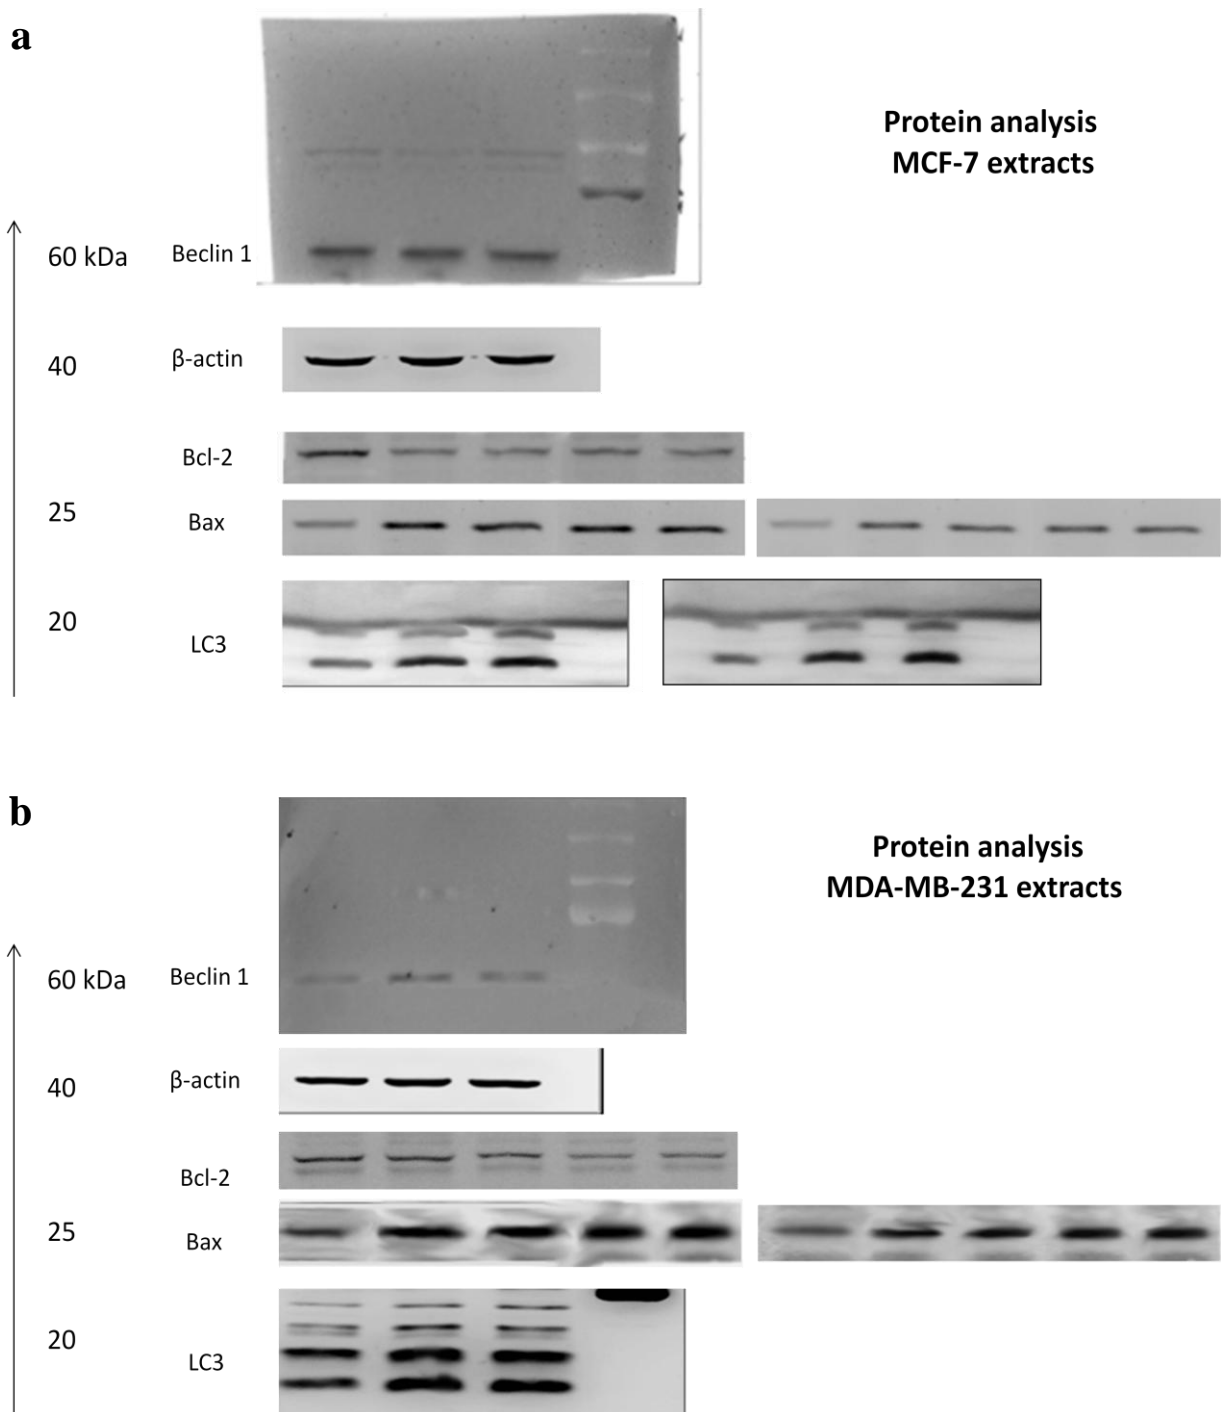 a
Protein analysis
MCF-7 extracts
60 kDa
Beclin 1
40
β-actin
Bcl-2
25
Bax
20
LC3
b
Protein analysis
MDA-MB-231 extracts
60 kDa
Beclin 1
40
β-actin
Bcl-2
25
Bax
20
LC3